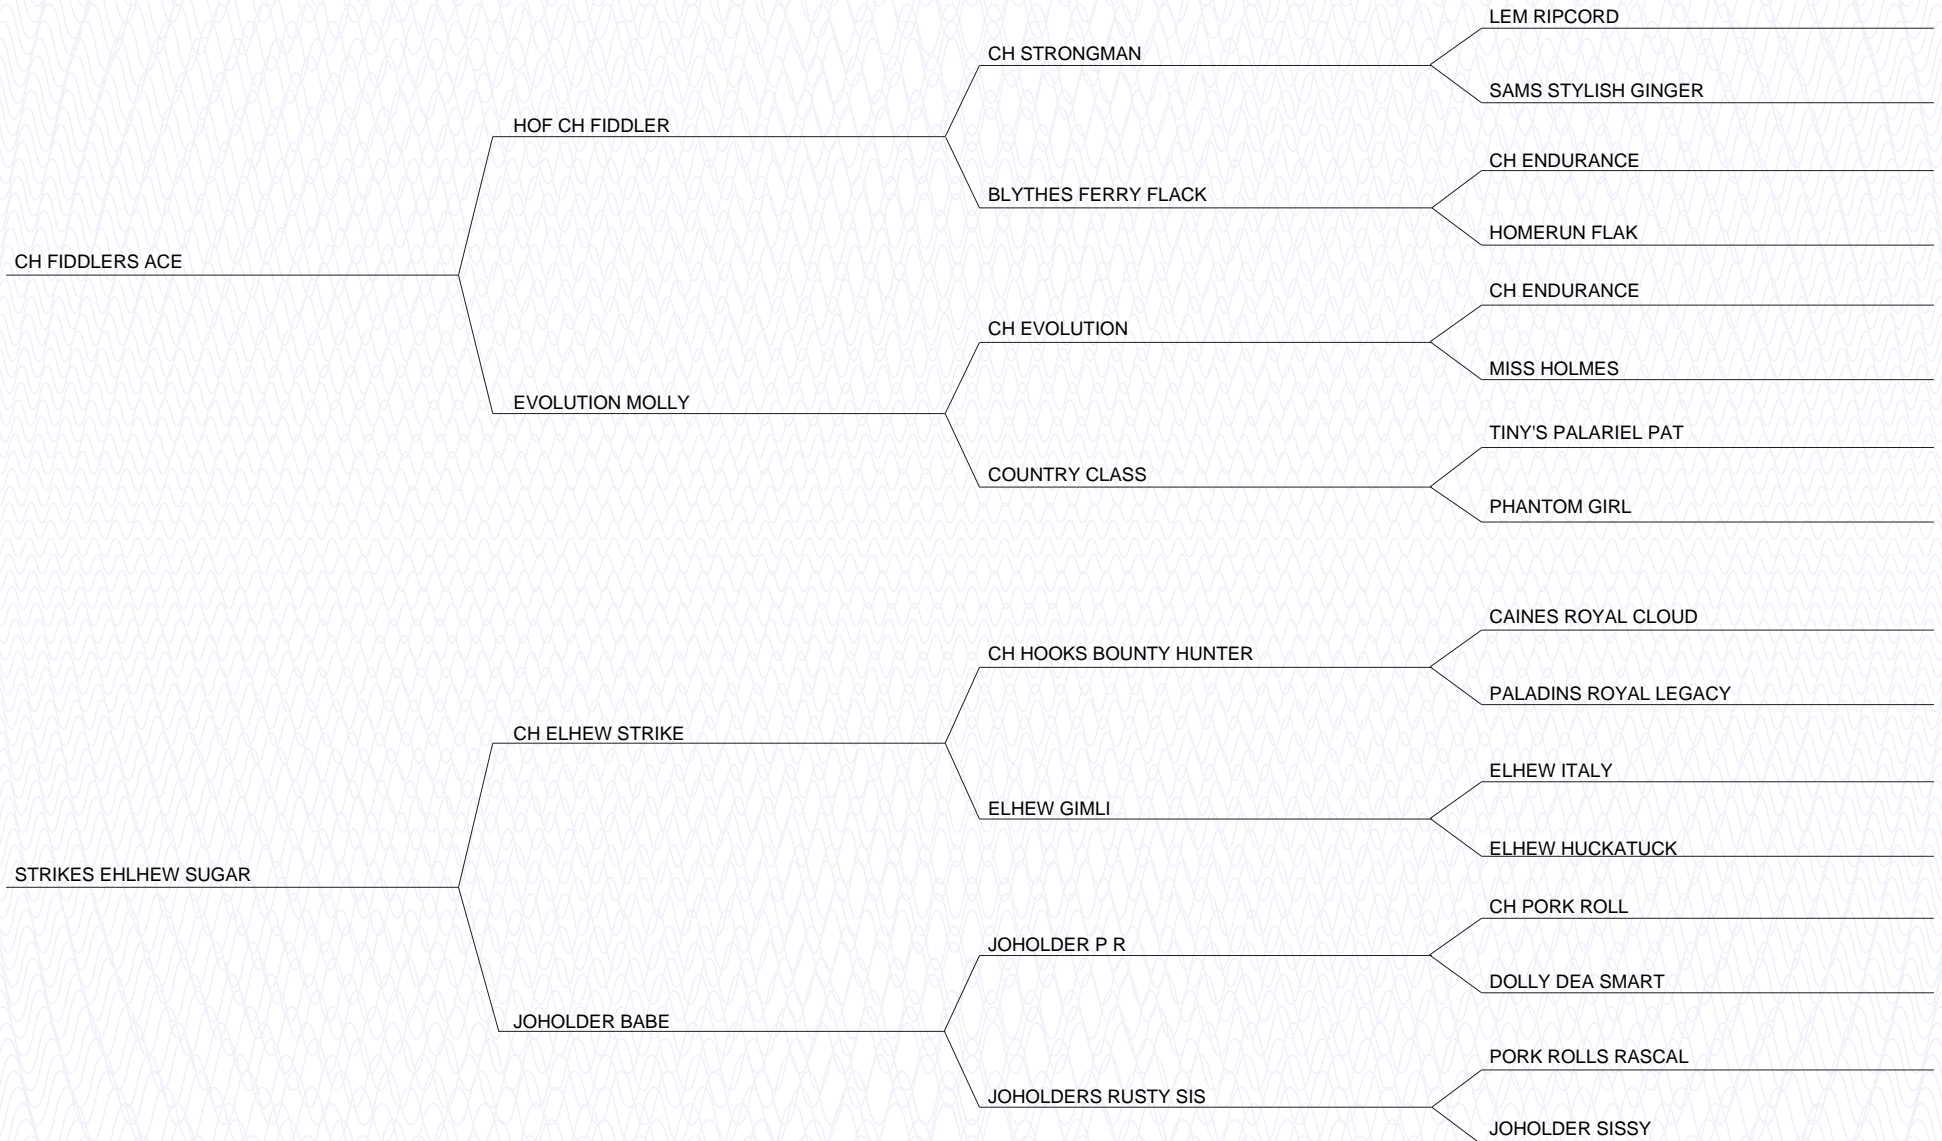 LEM RIPCORD
CH STRONGMAN
SAMS STYLISH GINGER
HOF CH FIDDLER
CH ENDURANCE
BLYTHES FERRY FLACK
HOMERUN FLAK
CH FIDDLERS ACE
CH ENDURANCE
CH EVOLUTION
MISS HOLMES
EVOLUTION MOLLY
TINY'S PALARIEL PAT
COUNTRY CLASS
PHANTOM GIRL
CAINES ROYAL CLOUD
CH HOOKS BOUNTY HUNTER
PALADINS ROYAL LEGACY
CH ELHEW STRIKE
ELHEW ITALY
ELHEW GIMLI
ELHEW HUCKATUCK
STRIKES EHLHEW SUGAR
CH PORK ROLL
JOHOLDER P R
DOLLY DEA SMART
JOHOLDER BABE
PORK ROLLS RASCAL
JOHOLDERS RUSTY SIS
JOHOLDER SISSY